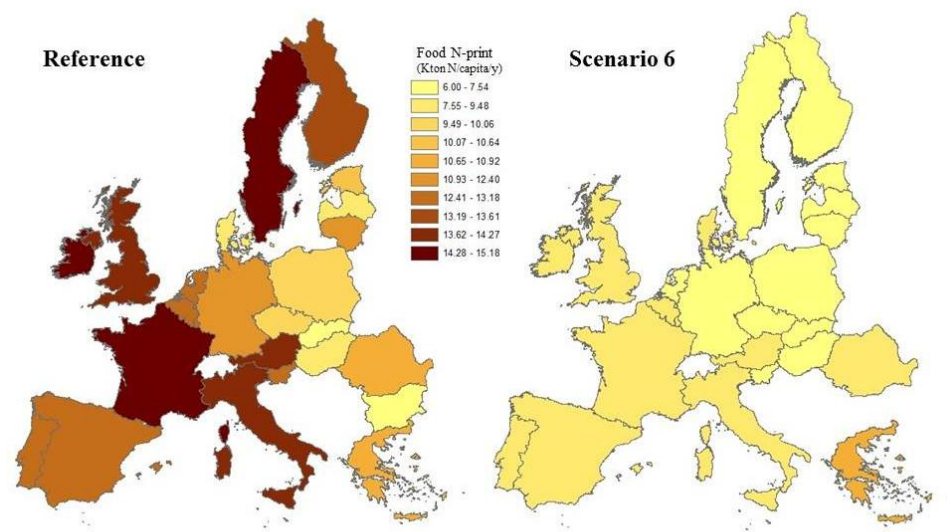 Reference
Food N-print
(Kton N/capita/y)
6.00 - 7.54
7.55 - 9.48
9.49 - 10.06
10.07 - 10.64
10.65 - 10.92
10.93 - 12.40
12.41 - 13.18
13.19 - 13.61
13.62 - 14.27
14.28 - 15.18
Scenario 6